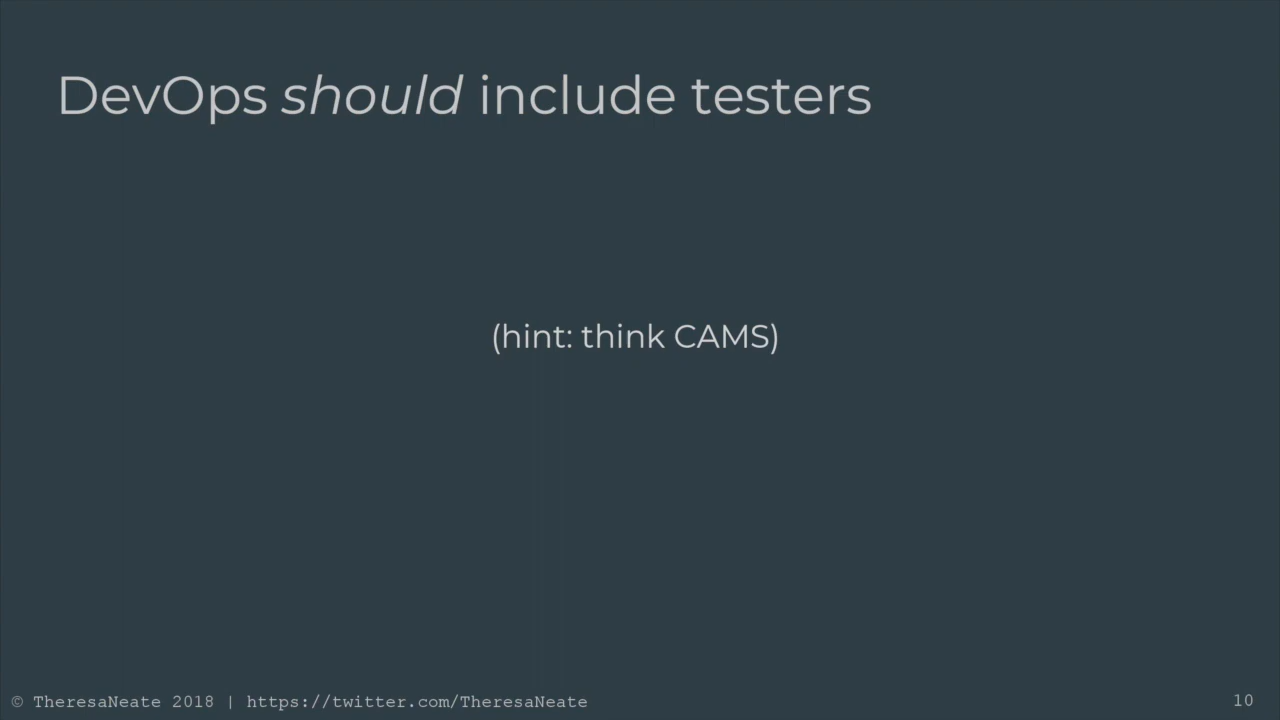 DevOps should include testers
(hint: think CAMS)
© TheresaNeate 2018 | https://twitter.com/TheresaNeate
10